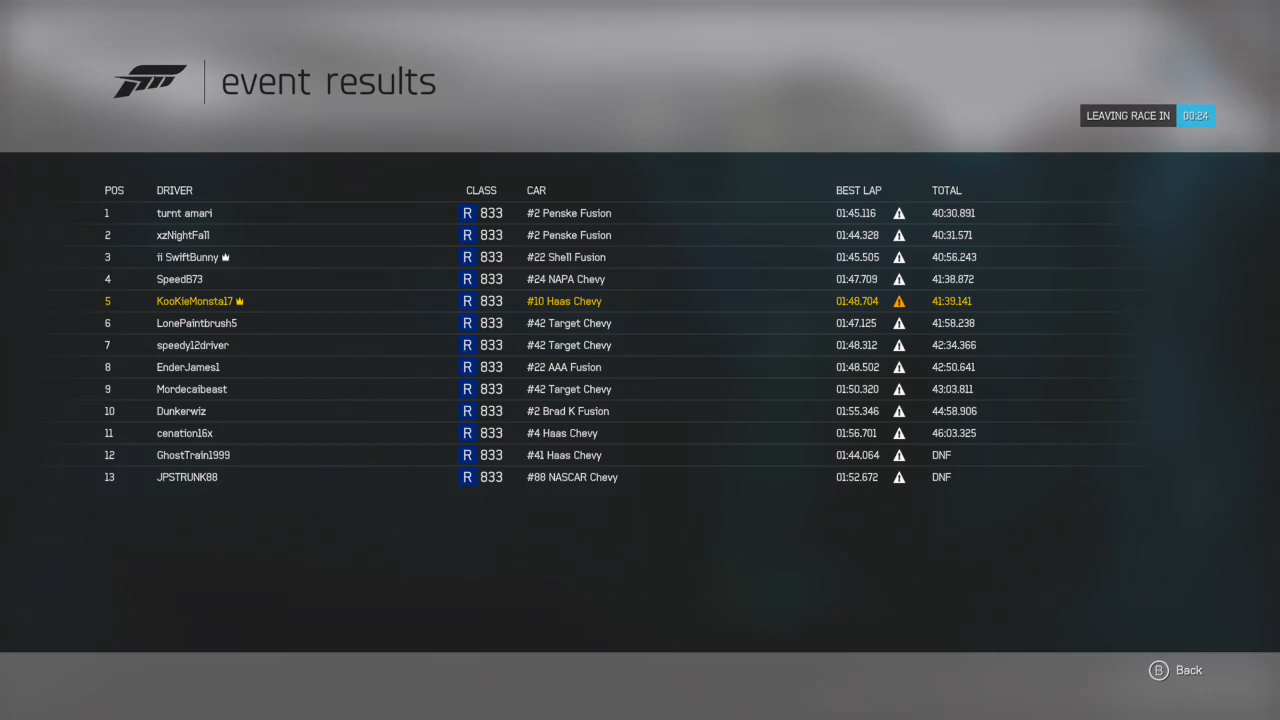 event results
LEAVING RACE IN 00:24
POS DRIVER CLASS CAR BEST LAP TOTAL
1 turnt amari R 833 #2 Penske Fusion 01:45.116 40:30.891
2 xzNightFall R 833 #2 Penske Fusion 01:44.328 40:31.571
3 ii SwiftBunny R 833 #22 Shell Fusion 01:45.505 40:56.243
4 SpeedB73 R 833 #24 NAPA Chevy 01:47.709 41:38.872
5 KooKieMonsta17 R 833 #10 Haas Chevy 01:48.704 41:39.141
6 LonePaintbrush5 R 833 #42 Target Chevy 01:47.125 41:58.238
7 speedy12driver R 833 #42 Target Chevy 01:48.312 42:34.366
8 EnderJames1 R 833 #22 AAA Fusion 01:48.502 42:50.641
9 Mordecaibeast R 833 #42 Target Chevy 01:50.320 43:03.811
10 Dunkerwiz R 833 #2 Brad K Fusion 01:55.346 44:58.906
11 cenation16x R 833 #4 Haas Chevy 01:56.701 46:03.325
12 GhostTrain1999 R 833 #41 Haas Chevy 01:44.064 DNF
13 JPSTRUNK88 R 833 #88 NASCAR Chevy 01:52.672 DNF
B Back